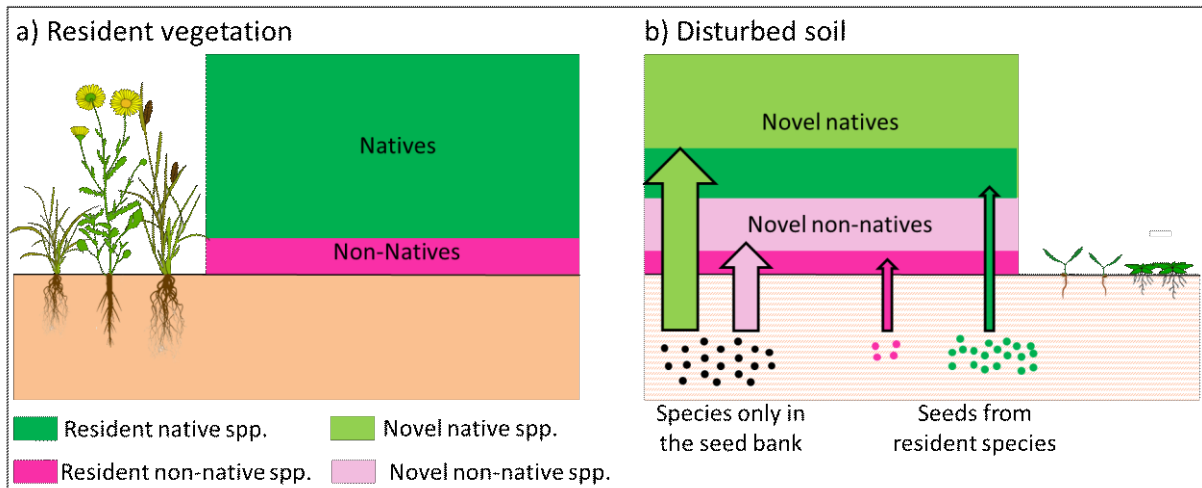 a) Resident vegetation
Natives
Non-Natives
b) Disturbed soil
Novel natives
Novel non-natives
Species only in
the seed bank
Seeds from
resident species
Resident native spp.
Novel native spp.
Resident non-native spp.
Novel non-native spp.